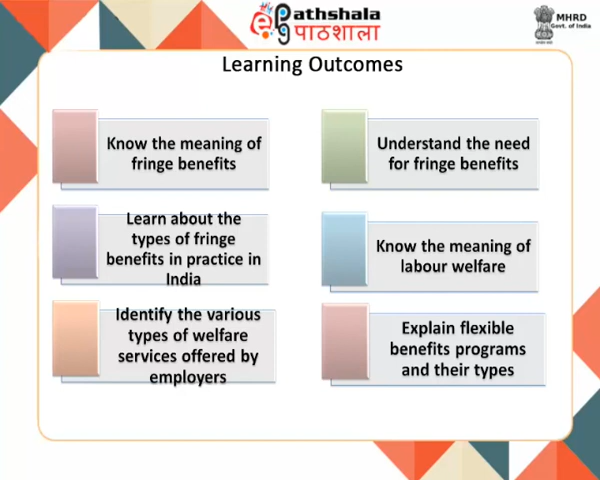 e-Pathshala
पाठशाला
MHRD
Govt. of India
Learning Outcomes
Know the meaning of
fringe benefits
Understand the need
for fringe benefits
Learn about the
types of fringe
benefits in practice in
India
Know the meaning of
labour welfare
Identify the various
types of welfare
services offered by
employers
Explain flexible
benefits programs
and their types